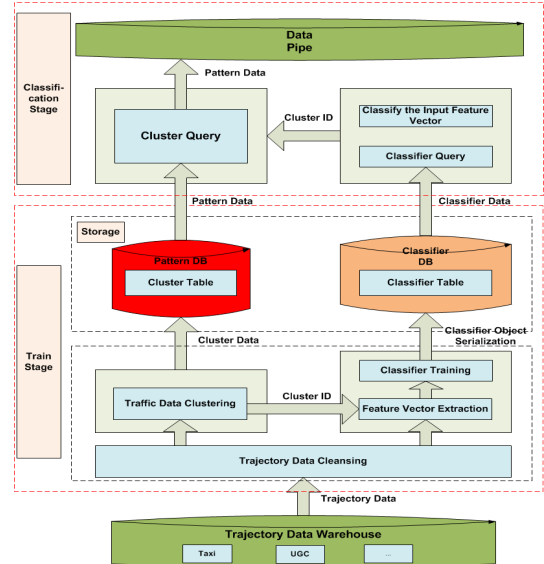 Data
Pipe
Classifi-
cation
Stage
Pattern Data
Cluster Query
Cluster ID
Classify the Input Feature
Vector
Classifier Query
Pattern Data
Classifier Data
Storage
Pattern DB
Cluster Table
Classifier
DB
Classifier Table
Train
Stage
Cluster Data
Classifier Object
Serialization
Traffic Data Clustering
Cluster ID
Classifier Training
Feature Vector Extraction
Trajectory Data Cleansing
Trajectory Data
Trajectory Data Warehouse
Taxi
UGC
...